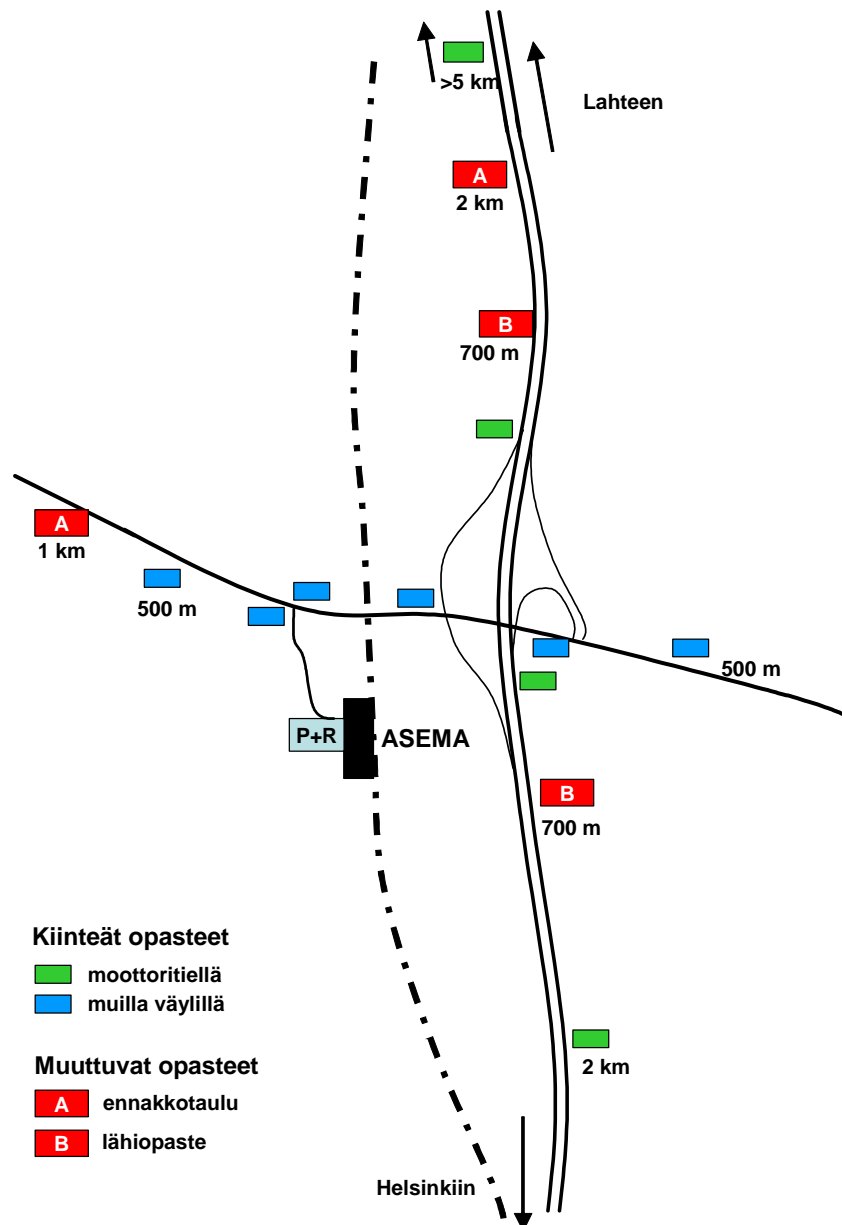 >5 km
Lahteen
A
2 km
B
700 m
A
1 km
500 m
500 m
P+R
ASEMA
B
700 m
Kiinteät opasteet
moottoritiellä
muilla väylillä
2 km
Muuttuvat opasteet
A ennakkotaulu
B lähiopaste
Helsinkiin